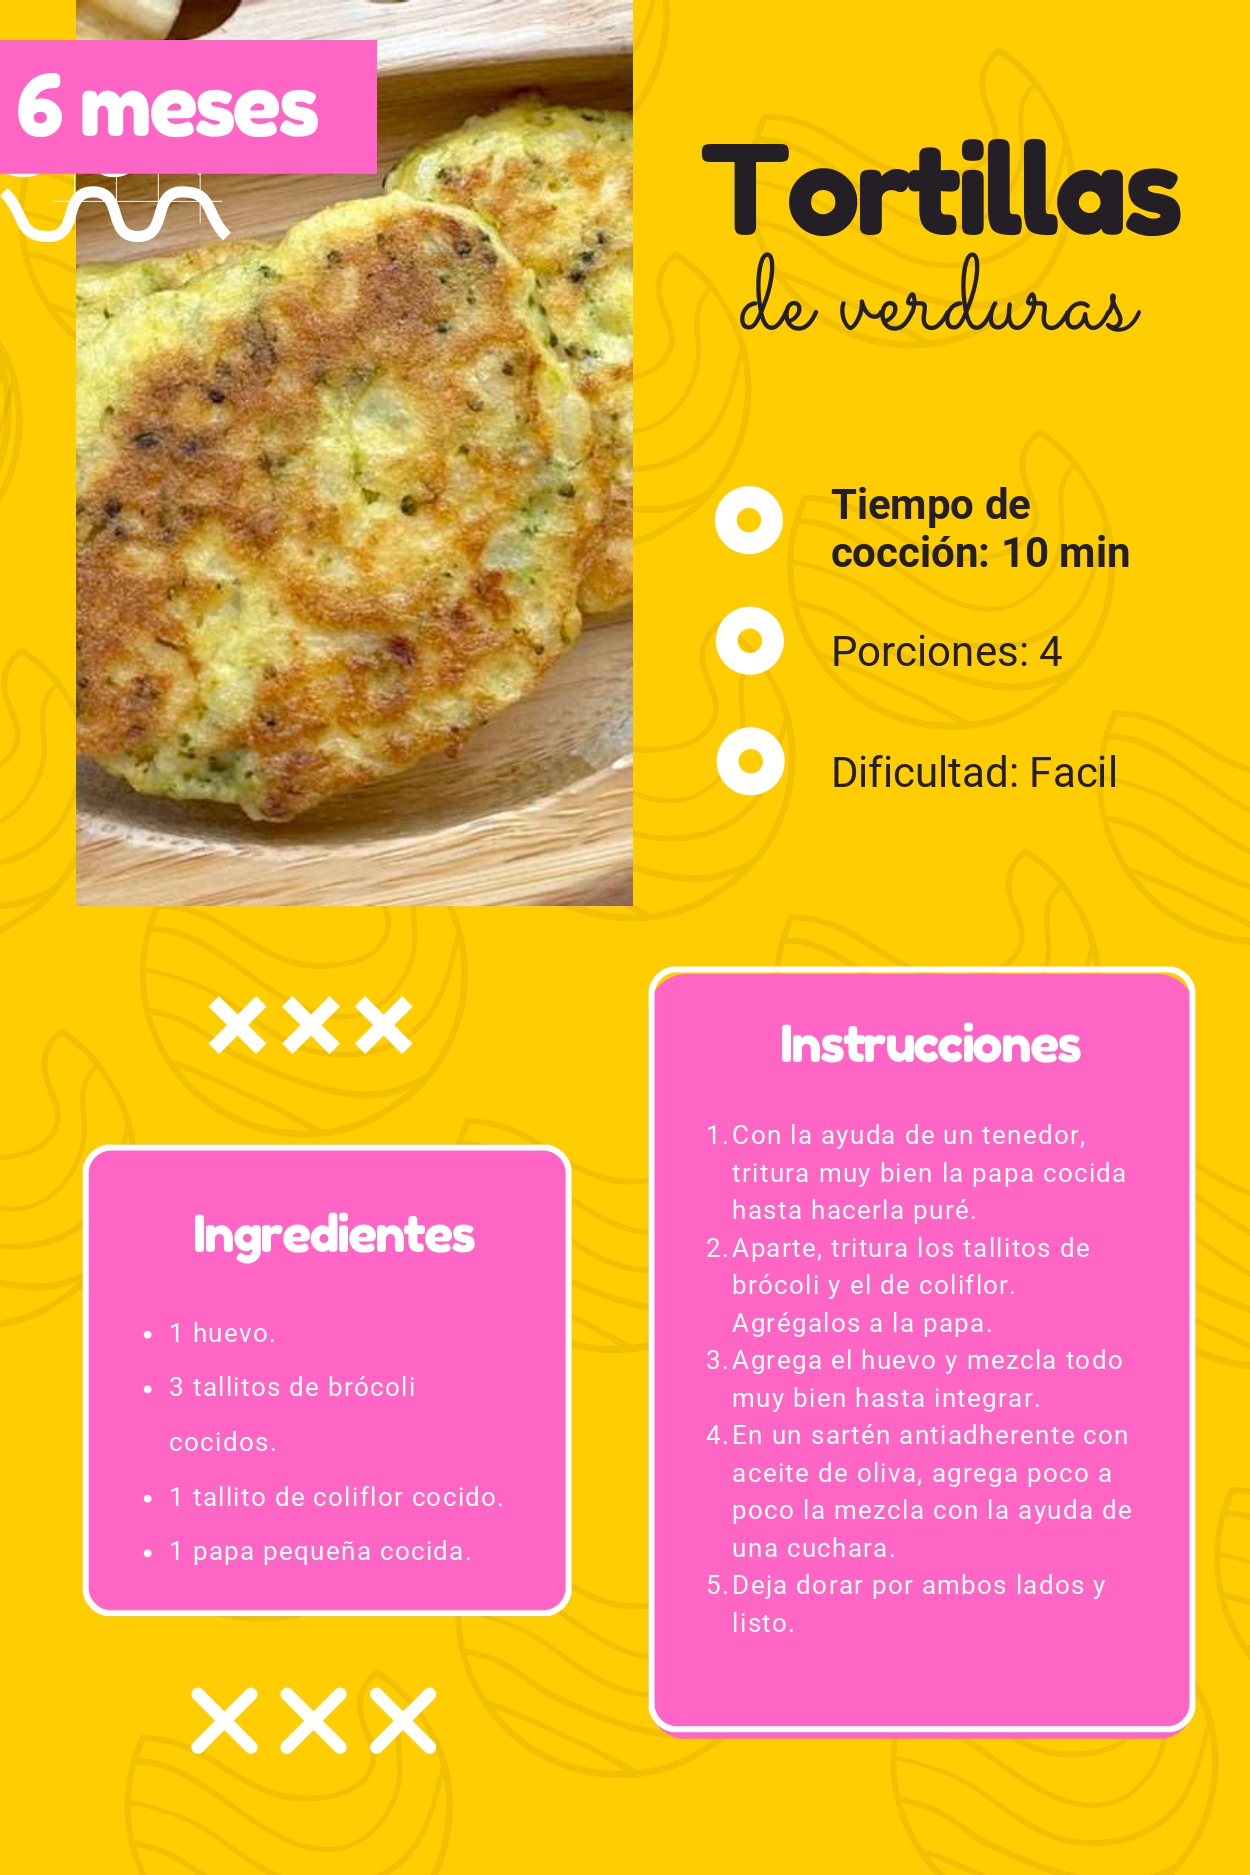 6 meses
Tortillas
de verduras
Tiempo de
cocción: 10 min
Porciones: 4
Dificultad: Facil
Ingredientes
• 1 huevo.
• 3 tallitos de brócoli
cocidos.
• 1 tallito de coliflor cocido.
• 1 papa pequeña cocida.
Instrucciones
1. Con la ayuda de un tenedor,
tritura muy bien la papa cocida
hasta hacerla puré.
2. Aparte, tritura los tallitos de
brócoli y el de coliflor.
Agrégalos a la papa.
3. Agrega el huevo y mezcla todo
muy bien hasta integrar.
4. En un sartén antiadherente con
aceite de oliva, agrega poco a
poco la mezcla con la ayuda de
una cuchara.
5. Deja dorar por ambos lados y
listo.